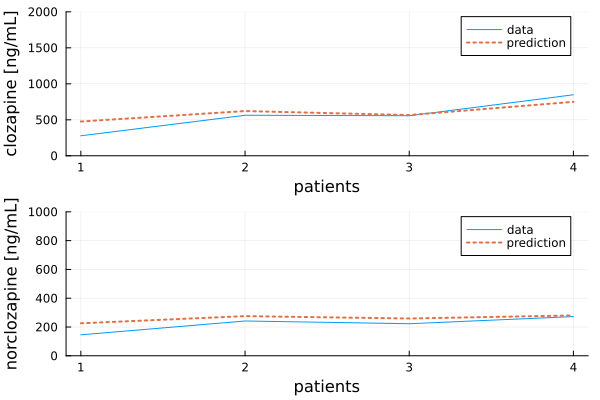 clozapine [ng/mL]
2000
1500
1000
500
0
data
prediction
1 2 3 4
patients
norclozapine [ng/mL]
1000
800
600
400
200
0
data
prediction
1 2 3 4
patients